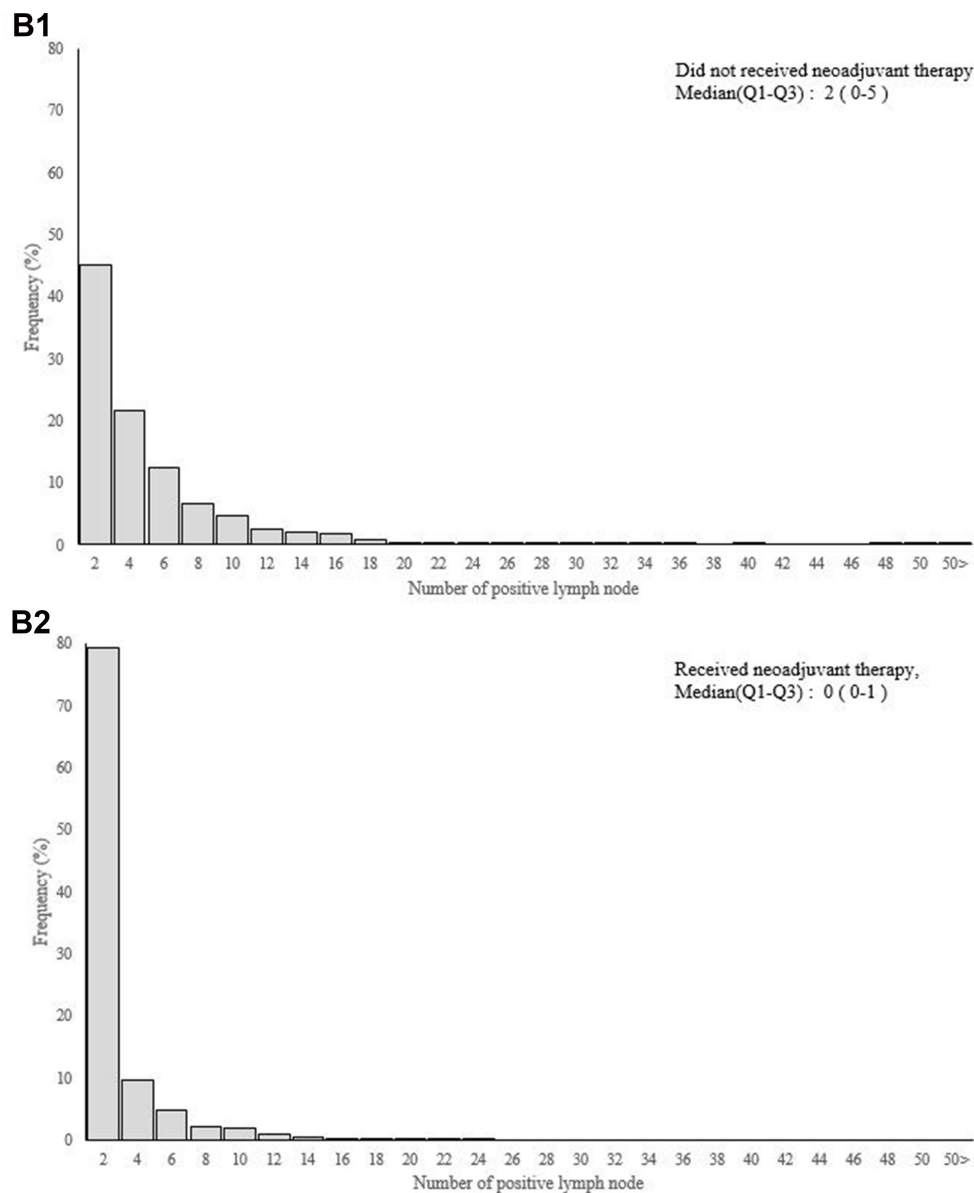 B1
80
70
60
50
40
30
20
10
0
Frequency (%)
Did not received neoadjuvant therapy
Median(Q1-Q3) : 2 ( 0-5 )
2 4 6 8 10 12 14 16 18 20 22 24 26 28 30 32 34 36 38 40 42 44 46 48 50 50>
Number of positive lymph node
B2
80
70
60
50
40
30
20
10
0
Frequency (%)
Received neoadjuvant therapy,
Median(Q1-Q3) : 0 ( 0-1 )
2 4 6 8 10 12 14 16 18 20 22 24 26 28 30 32 34 36 38 40 42 44 46 48 50 50>
Number of positive lymph node